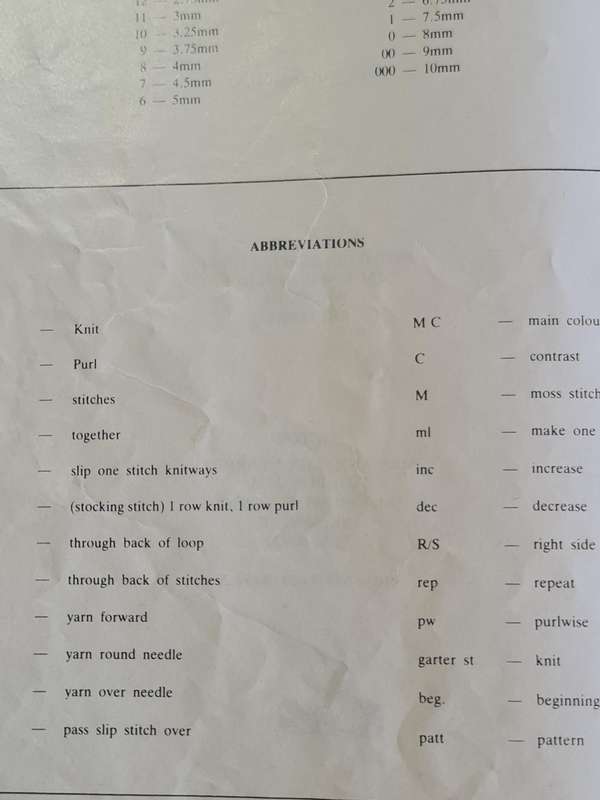 11 — 3mm
10 — 3.25mm
9 — 3.75mm
8 — 4mm
7 — 4.5mm
6 — 5mm
1 — 7.5mm
0 — 8mm
00 — 9mm
000 — 10mm
ABBREVIATIONS
— Knit
— Purl
— stitches
— together
— slip one stitch knitways
— (stocking stitch) 1 row knit, 1 row purl
— through back of loop
— through back of stitches
— yarn forward
— yarn round needle
— yarn over needle
— pass slip stitch over
M C — main colou
C — contrast
M — moss stitch
ml — make one
inc — increase
dec — decrease
R/S — right side
rep — repeat
pw — purlwise
garter st — knit
beg. — beginning
patt — pattern